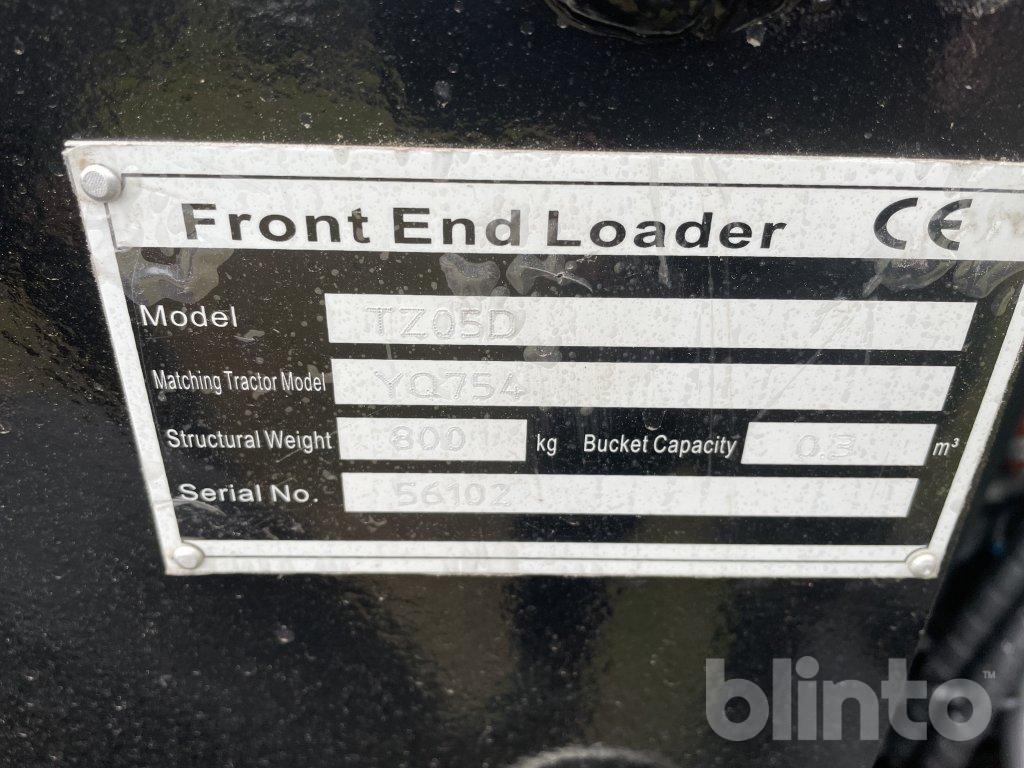 Front End Loader CE
Model TZ05D
Matching Tractor Model YQ754
Structural Weight 800 kg Bucket Capacity 0.3 m³
Serial No. 56102
blinto™